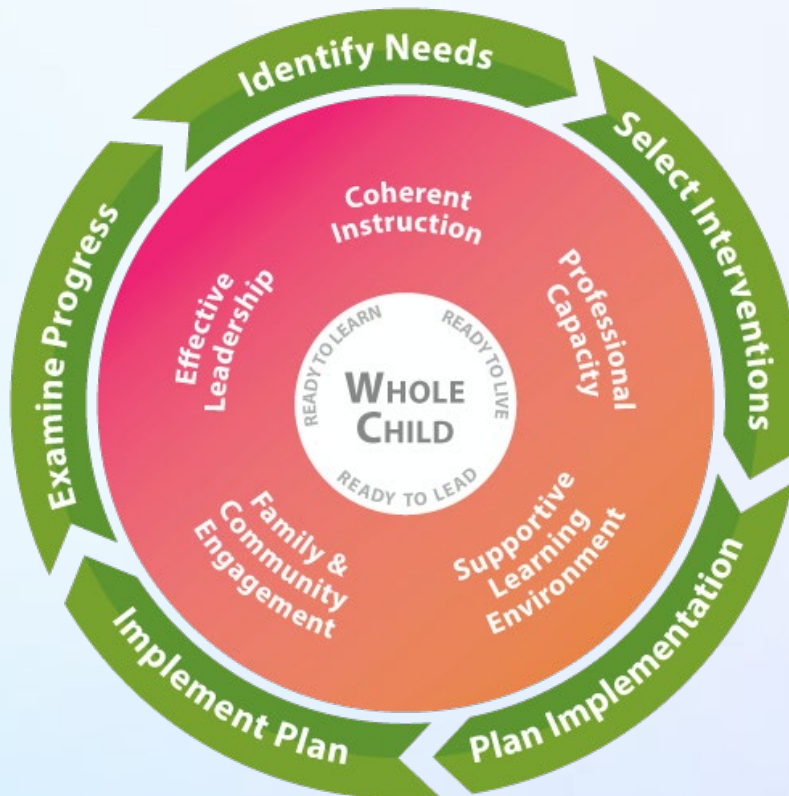 Identify Needs
Select Interventions
Plan Implementation
Implement Plan
Examine Progress
Coherent
Instruction
Professional
Capacity
Supportive
Learning
Environment
Family &
Community
Engagement
Effective
Leadership
READY TO LEARN
READY TO LIVE
WHOLE
CHILD
READY TO LEAD